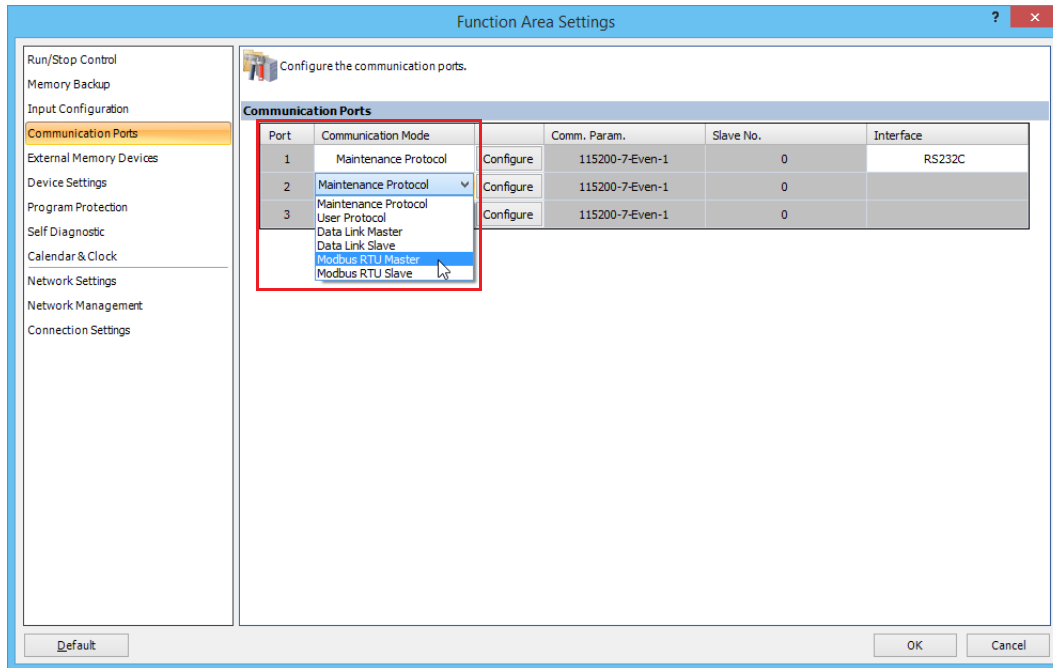 Function Area Settings
?
×
Run/Stop Control
Memory Backup
Input Configuration
Communication Ports
External Memory Devices
Device Settings
Program Protection
Self Diagnostic
Calendar & Clock
Network Settings
Network Management
Connection Settings
Configure the communication ports.
Communication Ports
Port Communication Mode Comm. Param. Slave No. Interface
1 Maintenance Protocol Configure 115200-7-Even-1 0 RS232C
2 Maintenance Protocol Configure 115200-7-Even-1 0
3 Configure 115200-7-Even-1 0
Maintenance Protocol
User Protocol
Data Link Master
Data Link Slave
Modbus RTU Master
Modbus RTU Slave
Default OK Cancel